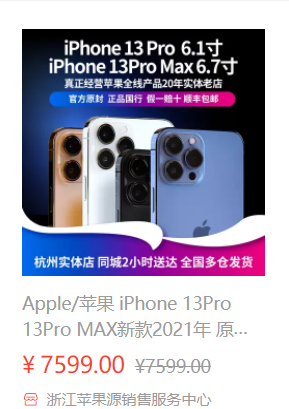 iPhone 13 Pro 6.1寸
iPhone 13Pro Max 6.7寸
真正经营苹果全线产品20年实体老店
官方原封 正品国行 假一赔十 顺丰包邮
杭州实体店 同城2小时送达 全国多仓发货
Apple/苹果 iPhone 13Pro
13Pro MAX新款2021年 原...
¥ 7599.00 ¥7599.00
浙江苹果源销售服务中心